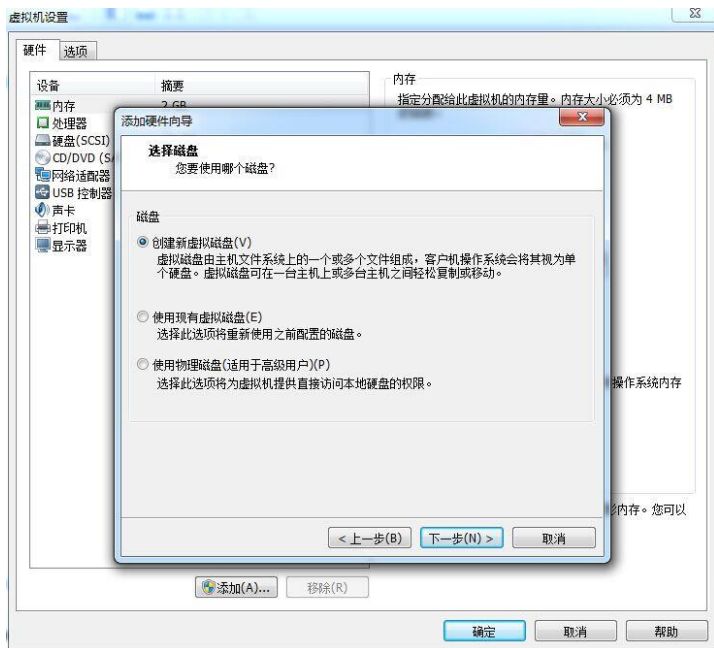 虚拟机设置
硬件 选项
设备 摘要
内存 2 GB
处理器
硬盘(SCSI)
CD/DVD (SA
网络适配器
USB 控制器
声卡
打印机
显示器
内存
指定分配给此虚拟机的内存量。内存大小必须为 4 MB
添加硬件向导
选择磁盘
您要使用哪个磁盘?
磁盘
创建新虚拟磁盘(V)
虚拟磁盘由主机文件系统上的一个或多个文件组成，客户机操作系统会将其视为单
个硬盘。虚拟磁盘可在一台主机上或多台主机之间轻松复制或移动。
使用现有虚拟磁盘(E)
选择此选项将重新使用之前配置的磁盘。
使用物理磁盘(适用于高级用户)(P)
选择此选项将为虚拟机提供直接访问本地硬盘的权限。
操作系统内存
内存。您可以
< 上一步(B) 下一步(N) > 取消
添加(A)... 移除(R)
确定 取消 帮助